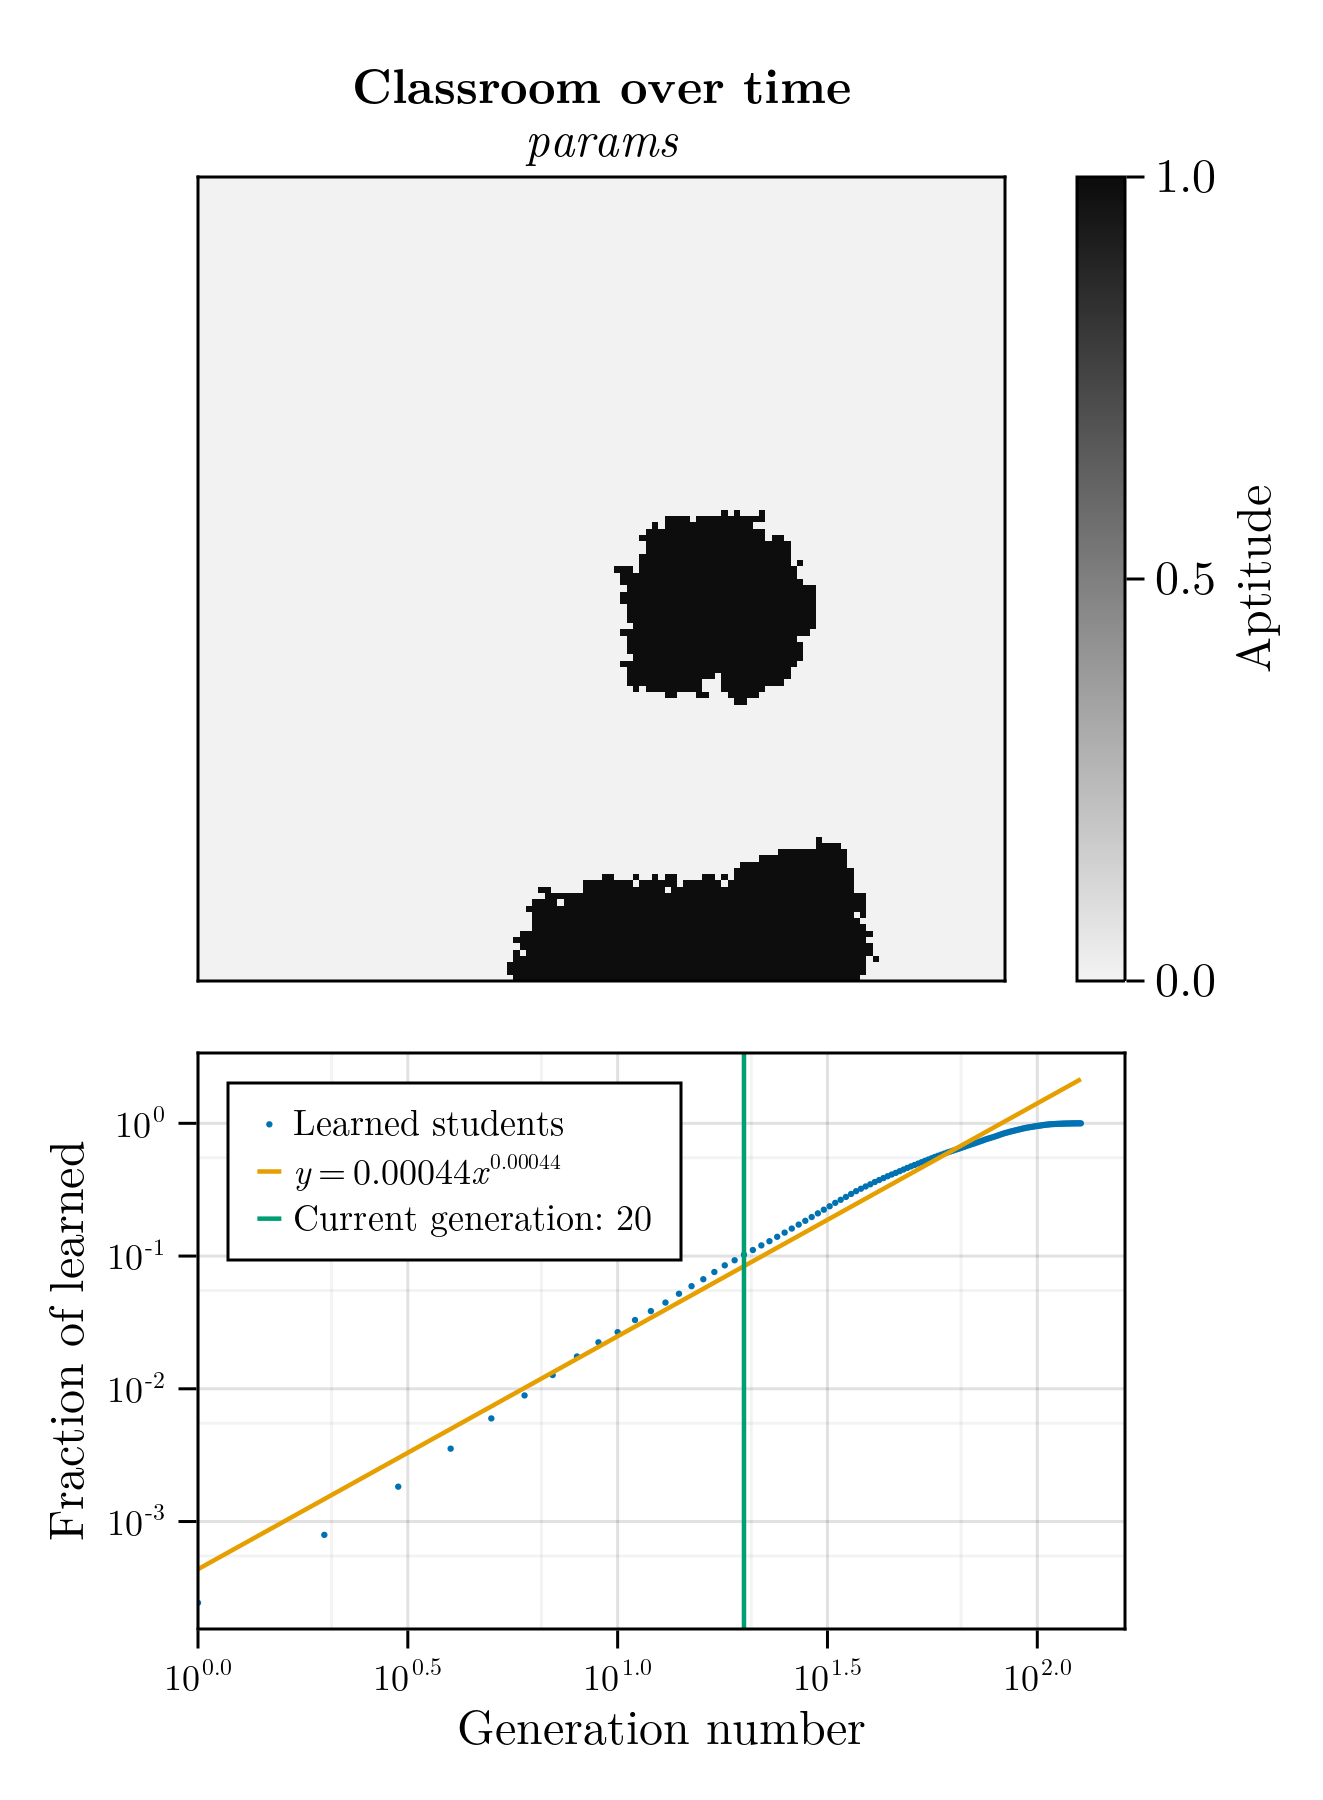 Classroom over time
params
1.0
0.5
0.0
Aptitude
10^0
10^-1
10^-2
10^-3
Fraction of learned
Learned students
y = 0.00044x^0.00044
Current generation: 20
10^0.0 10^0.5 10^1.0 10^1.5 10^2.0
Generation number